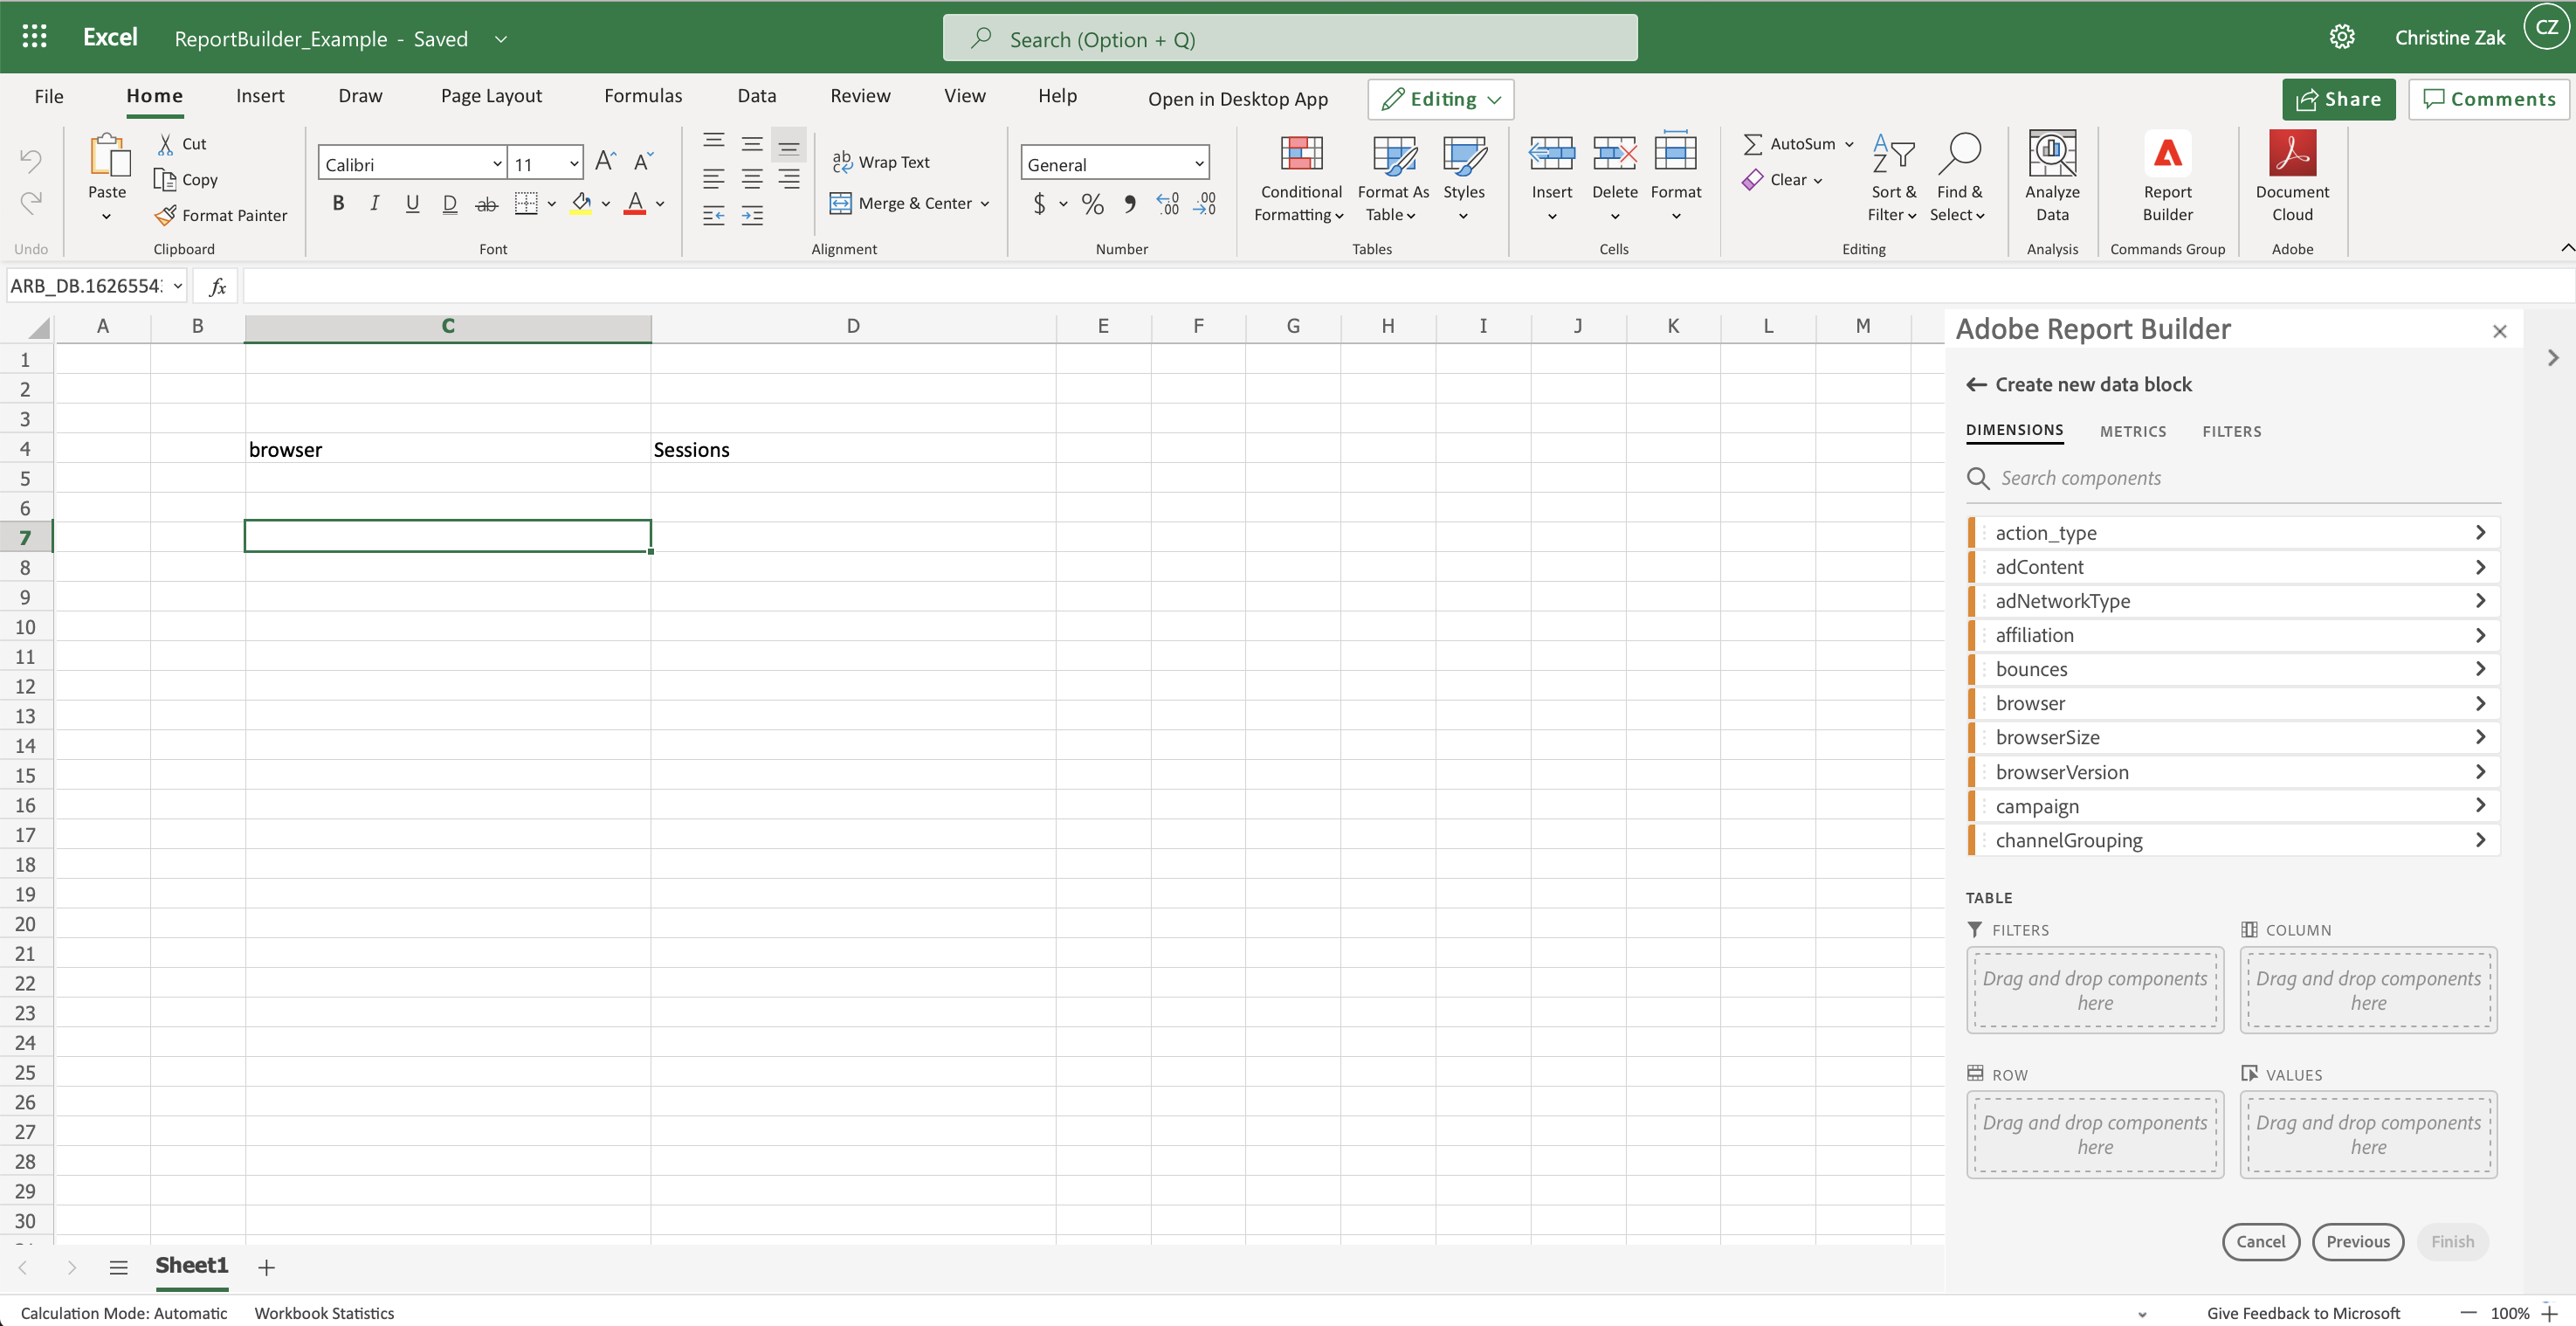 Excel ReportBuilder_Example - Saved
Search (Option + Q)
Christine Zak CZ
File Home Insert Draw Page Layout Formulas Data Review View Help Open in Desktop App Editing Share Comments
Paste
Cut
Copy
Format Painter
Calibri 11
B I U D ab
ab Wrap Text
Merge & Center
General
$ % 9 .00 .00
Conditional Formatting
Format As Table
Styles
Insert
Delete
Format
AutoSum
Clear
Sort & Filter
Find & Select
Analyze Data
Report Builder
Document Cloud
Undo Clipboard Font Alignment Number Tables Cells Editing Analysis Commands Group Adobe
ARB_DB.1626554 fx
A B C D E F G H I J K L M
1
2
3
4 browser Sessions
5
6
7
8
9
10
11
12
13
14
15
16
17
18
19
20
21
22
23
24
25
26
27
28
29
30
Adobe Report Builder
Create new data block
DIMENSIONS METRICS FILTERS
Search components
action_type
adContent
adNetworkType
affiliation
bounces
browser
browserSize
browserVersion
campaign
channelGrouping
TABLE
FILTERS
Drag and drop components
here
COLUMN
Drag and drop components
here
ROW
Drag and drop components
here
VALUES
Drag and drop components
here
Cancel Previous Finish
Sheet1
Calculation Mode: Automatic Workbook Statistics Give Feedback to Microsoft 100%